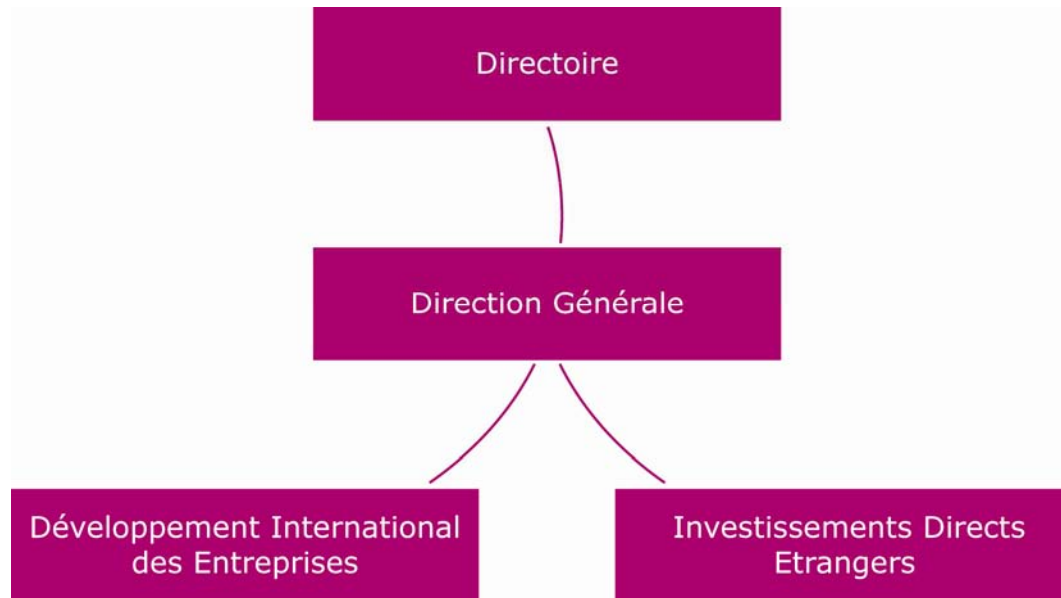 Directoire
Direction Générale
Développement International
des Entreprises
Investissements Directs
Etrangers